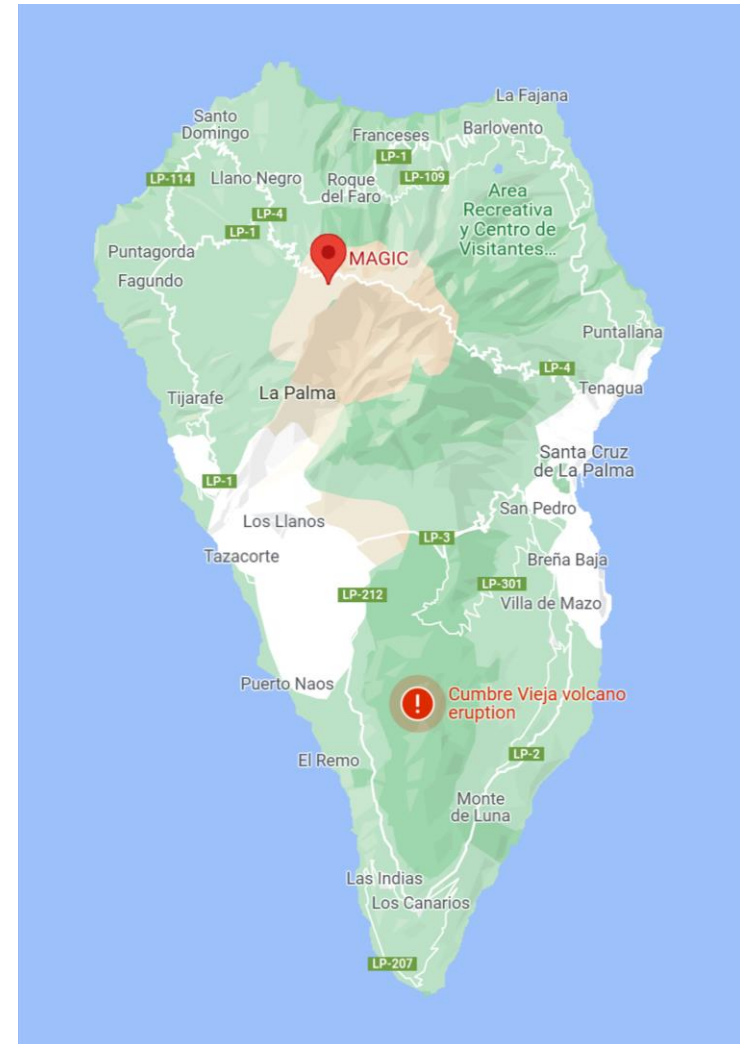 La Fajana
Santo
Domingo
Franceses
Barlovento
LP-1
LP-114
Llano Negro
Roque
del Faro
LP-109
Area
Recreativa
y Centro de
Visitantes...
LP-4
LP-1
Puntagorda
MAGIC
Fagundo
Puntallana
LP-4
Tijarafe
La Palma
Tenagua
Santa Cruz
de La Palma
LP-1
Los Llanos
San Pedro
LP-3
Tazacorte
Breña Baja
LP-301
LP-212
Villa de Mazo
Puerto Naos
Cumbre Vieja volcano
eruption
El Remo
LP-2
Monte
de Luna
Las Indias
Los Canarios
LP-207